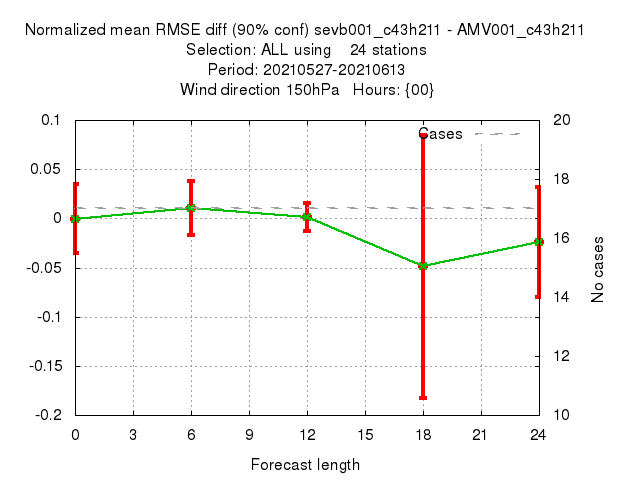 Normalized mean RMSE diff (90% conf) sevb001_c43h211 - AMV001_c43h211
Selection: ALL using    24 stations
Period: 20210527-20210613
Wind direction 150hPa   Hours: {00}
Cases
0.1
0.05
0
-0.05
-0.1
-0.15
-0.2
20
18
16
14
12
10
No cases
0 3 6 9 12 15 18 21 24
Forecast length